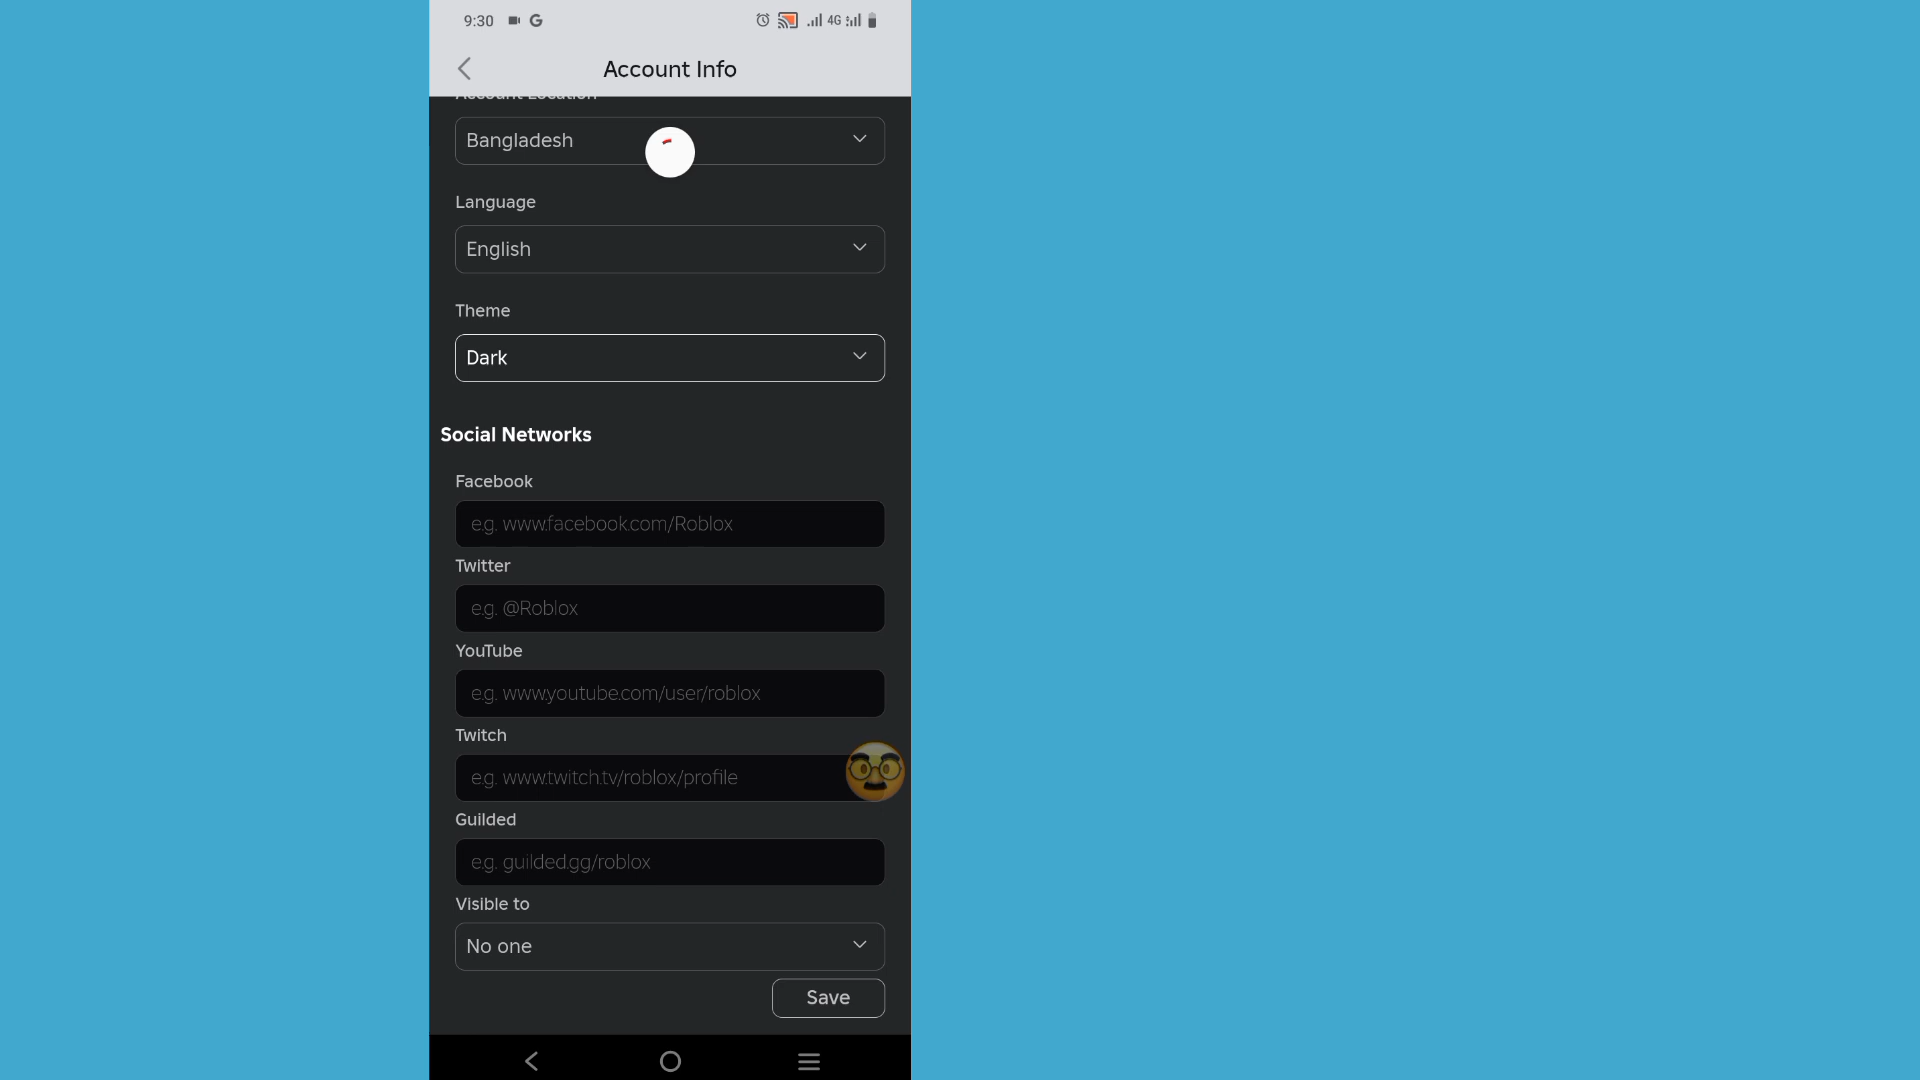 9:30
4G
Account Info
Account Location
Bangladesh
Language
English
Theme
Dark
Social Networks
Facebook
e.g. www.facebook.com/Roblox
Twitter
e.g. @Roblox
YouTube
e.g. www.youtube.com/user/roblox
Twitch
e.g. www.twitch.tv/roblox/profile
Guilded
e.g. guilded.gg/roblox
Visible to
No one
Save